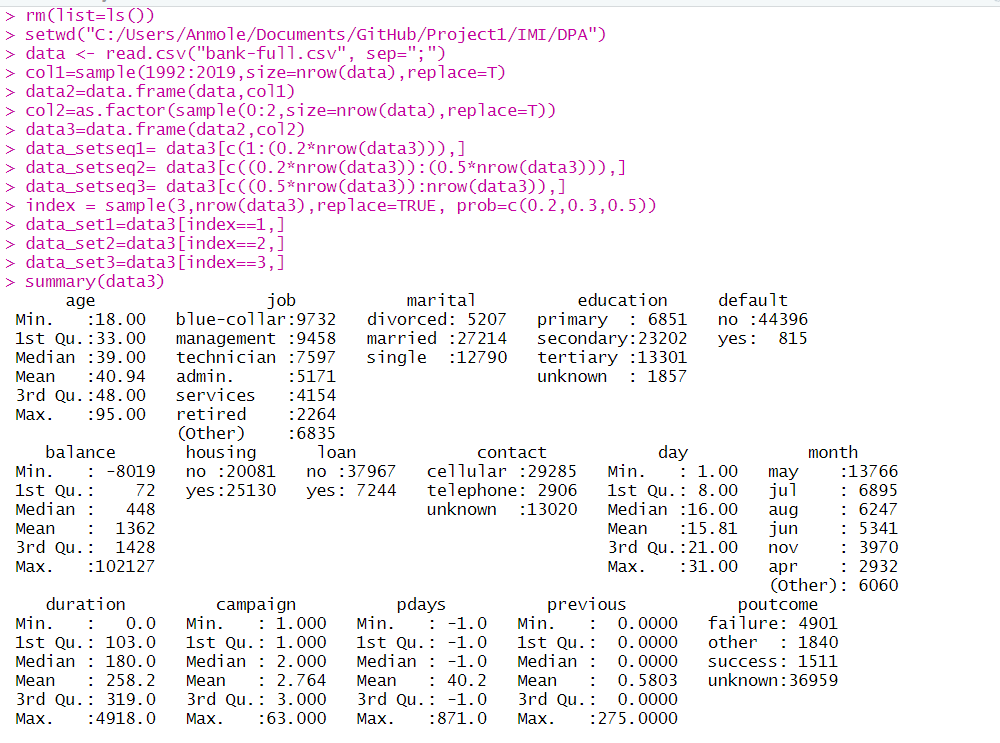 > rm(list=ls())
> setwd("C:/Users/Anmole/Documents/GitHub/Project1/IMI/DPA")
> data <- read.csv("bank-full.csv", sep=";")
> col1=sample(1992:2019,size=nrow(data),replace=T)
> data2=data.frame(data,col1)
> col2=as.factor(sample(0:2,size=nrow(data),replace=T))
> data3=data.frame(data2,col2)
> data_setseq1= data3[c(1:(0.2*nrow(data3))),]
> data_setseq2= data3[c((0.2*nrow(data3)):(0.5*nrow(data3))),]
> data_setseq3= data3[c((0.5*nrow(data3)):nrow(data3)),]
> index = sample(3,nrow(data3),replace=TRUE, prob=c(0.2,0.3,0.5))
> data_set1=data3[index==1,]
> data_set2=data3[index==2,]
> data_set3=data3[index==3,]
> summary(data3)
      age                 job            marital          education     default
 Min.   :18.00   blue-collar:9732   divorced: 5207   primary  : 6851   no :44396
 1st Qu.:33.00   management :9458   married :27214   secondary:23202   yes:  815
 Median :39.00   technician :7597   single  :12790   tertiary :13301
 Mean   :40.94   admin.     :5171                    unknown  : 1857
 3rd Qu.:48.00   services   :4154
 Max.   :95.00   retired    :2264
                 (Other)    :6835
    balance       housing      loan            contact           day            month
 Min.   : -8019   no :20081   no :37967   cellular :29285   Min.   : 1.00   may    :13766
 1st Qu.:    72   yes:25130   yes: 7244   telephone: 2906   1st Qu.: 8.00   jul    : 6895
 Median :   448                           unknown  :13020   Median :16.00   aug    : 6247
 Mean   :  1362                                             Mean   :15.81   jun    : 5341
 3rd Qu.:  1428                                             3rd Qu.:21.00   nov    : 3970
 Max.   :102127                                             Max.   :31.00   apr    : 2932
                                                                            (Other): 6060
    duration         campaign          pdays          previous           poutcome
 Min.   :   0.0   Min.   : 1.000   Min.   : -1.0   Min.   :  0.0000   failure: 4901
 1st Qu.: 103.0   1st Qu.: 1.000   1st Qu.: -1.0   1st Qu.:  0.0000   other  : 1840
 Median : 180.0   Median : 2.000   Median : -1.0   Median :  0.0000   success: 1511
 Mean   : 258.2   Mean   : 2.764   Mean   : 40.2   Mean   :  0.5803   unknown:36959
 3rd Qu.: 319.0   3rd Qu.: 3.000   3rd Qu.: -1.0   3rd Qu.:  0.0000
 Max.   :4918.0   Max.   :63.000   Max.   :871.0   Max.   :275.0000